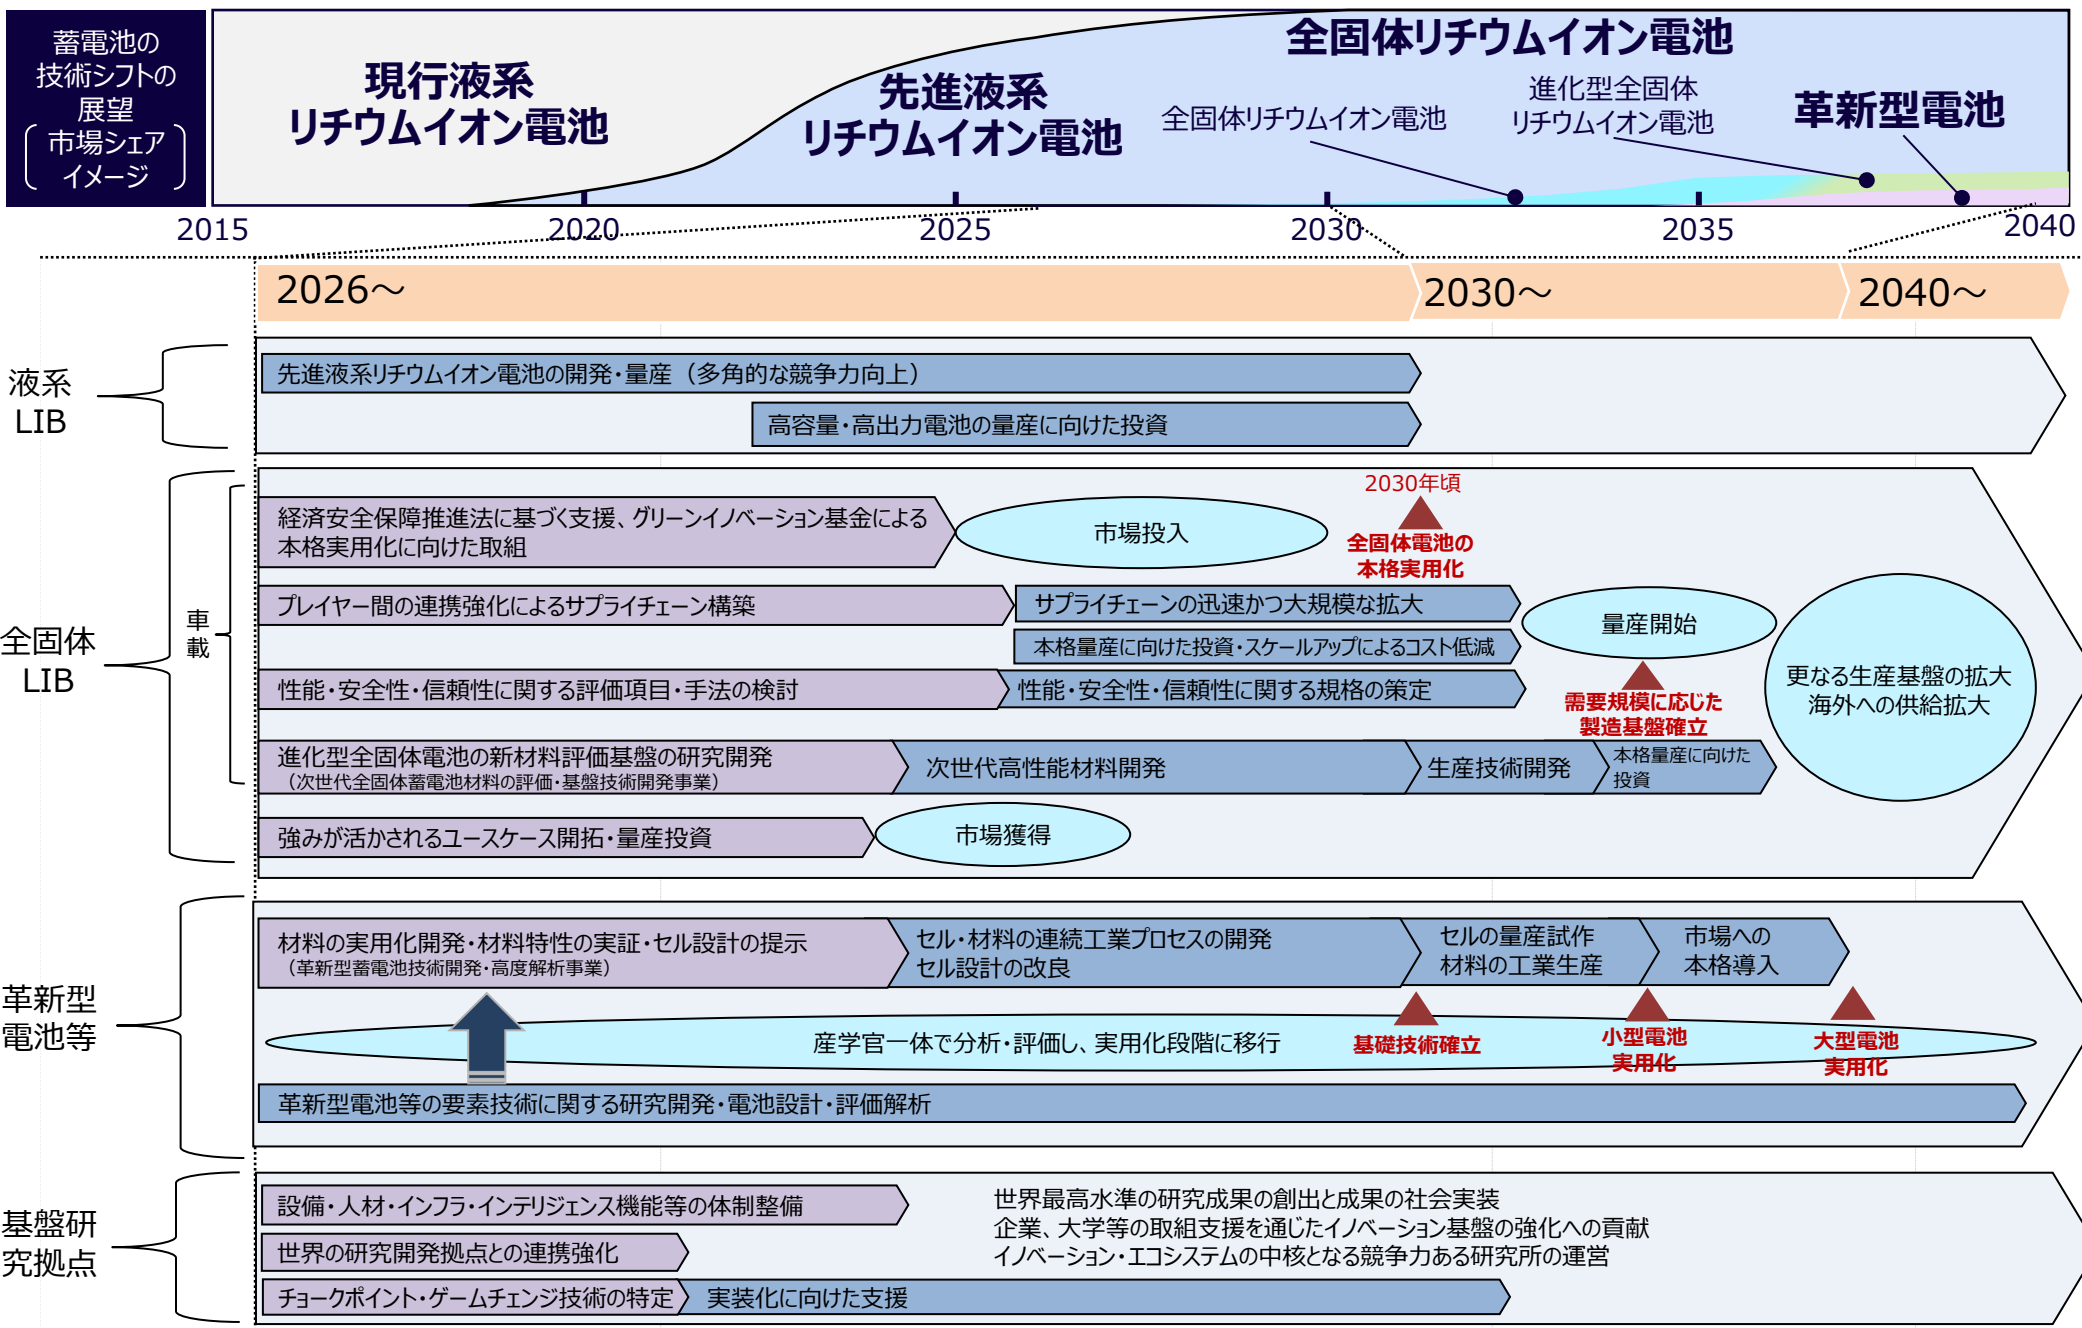 蓄電池の
技術シフトの
展望
市場シェア
イメージ
現行液系
リチウムイオン電池
先進液系
リチウムイオン電池
全固体リチウムイオン電池
全固体リチウムイオン電池
進化型全固体
リチウムイオン電池
革新型電池
2015
2020
2025
2030
2035
2040
2026～
2030～
2040～
液系
LIB
先進液系リチウムイオン電池の開発・量産（多角的な競争力向上）
高容量・高出力電池の量産に向けた投資
全固体
LIB
車
載
経済安全保障推進法に基づく支援、グリーンイノベーション基金による
本格実用化に向けた取組
市場投入
2030年頃
全固体電池の
本格実用化
プレイヤー間の連携強化によるサプライチェーン構築
サプライチェーンの迅速かつ大規模な拡大
本格量産に向けた投資・スケールアップによるコスト低減
量産開始
性能・安全性・信頼性に関する評価項目・手法の検討
性能・安全性・信頼性に関する規格の策定
需要規模に応じた
製造基盤確立
更なる生産基盤の拡大
海外への供給拡大
進化型全固体電池の新材料評価基盤の研究開発
（次世代全固体蓄電池材料の評価・基盤技術開発事業）
次世代高性能材料開発
生産技術開発
本格量産に向けた
投資
強みが活かされるユースケース開拓・量産投資
市場獲得
革新型
電池等
材料の実用化開発・材料特性の実証・セル設計の提示
（革新型蓄電池技術開発・高度解析事業）
セル・材料の連続工業プロセスの開発
セル設計の改良
セルの量産試作
材料の工業生産
市場への
本格導入
産学官一体で分析・評価し、実用化段階に移行
基礎技術確立
小型電池
実用化
大型電池
実用化
革新型電池等の要素技術に関する研究開発・電池設計・評価解析
基盤研
究拠点
設備・人材・インフラ・インテリジェンス機能等の体制整備
世界の研究開発拠点との連携強化
チョークポイント・ゲームチェンジ技術の特定
実装化に向けた支援
世界最高水準の研究成果の創出と成果の社会実装
企業、大学等の取組支援を通じたイノベーション基盤の強化への貢献
イノベーション・エコシステムの中核となる競争力ある研究所の運営